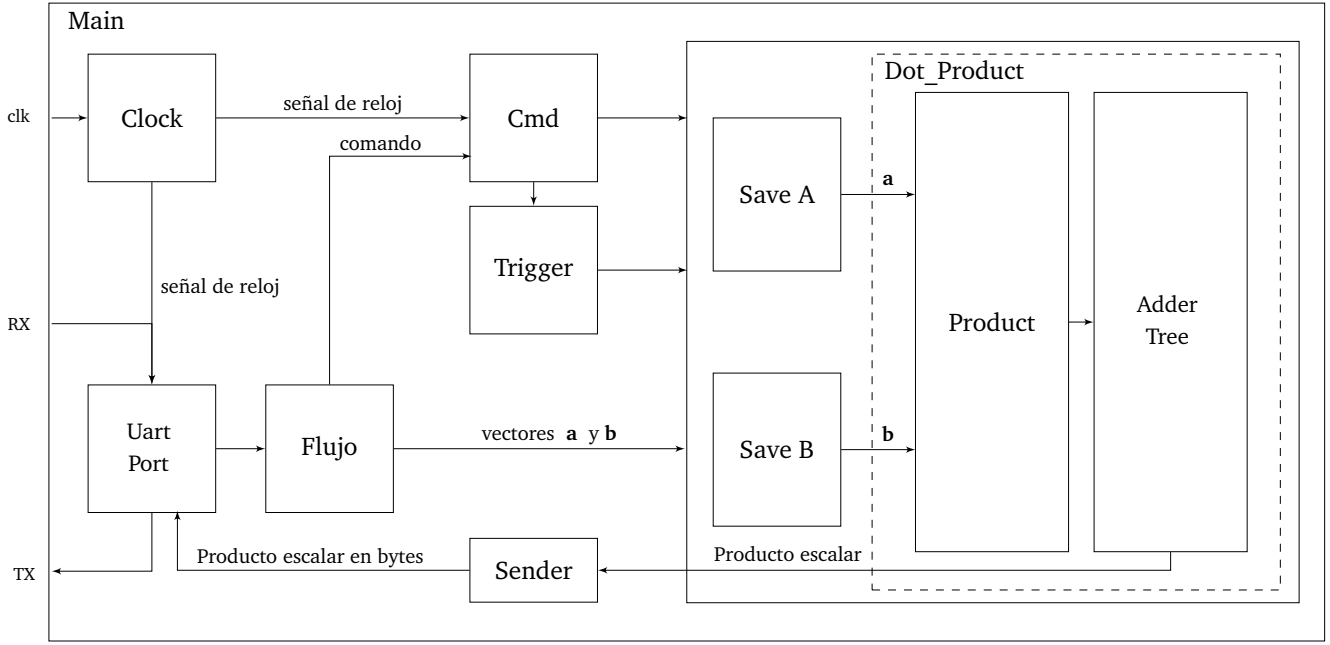 Main
Dot_Product
clk
Clock
señal de reloj
Cmd
comando
Save A
a
Trigger
señal de reloj
RX
Product
Adder
Tree
Uart
Port
Flujo
vectores a y b
Save B
b
TX
Producto escalar en bytes
Sender
Producto escalar